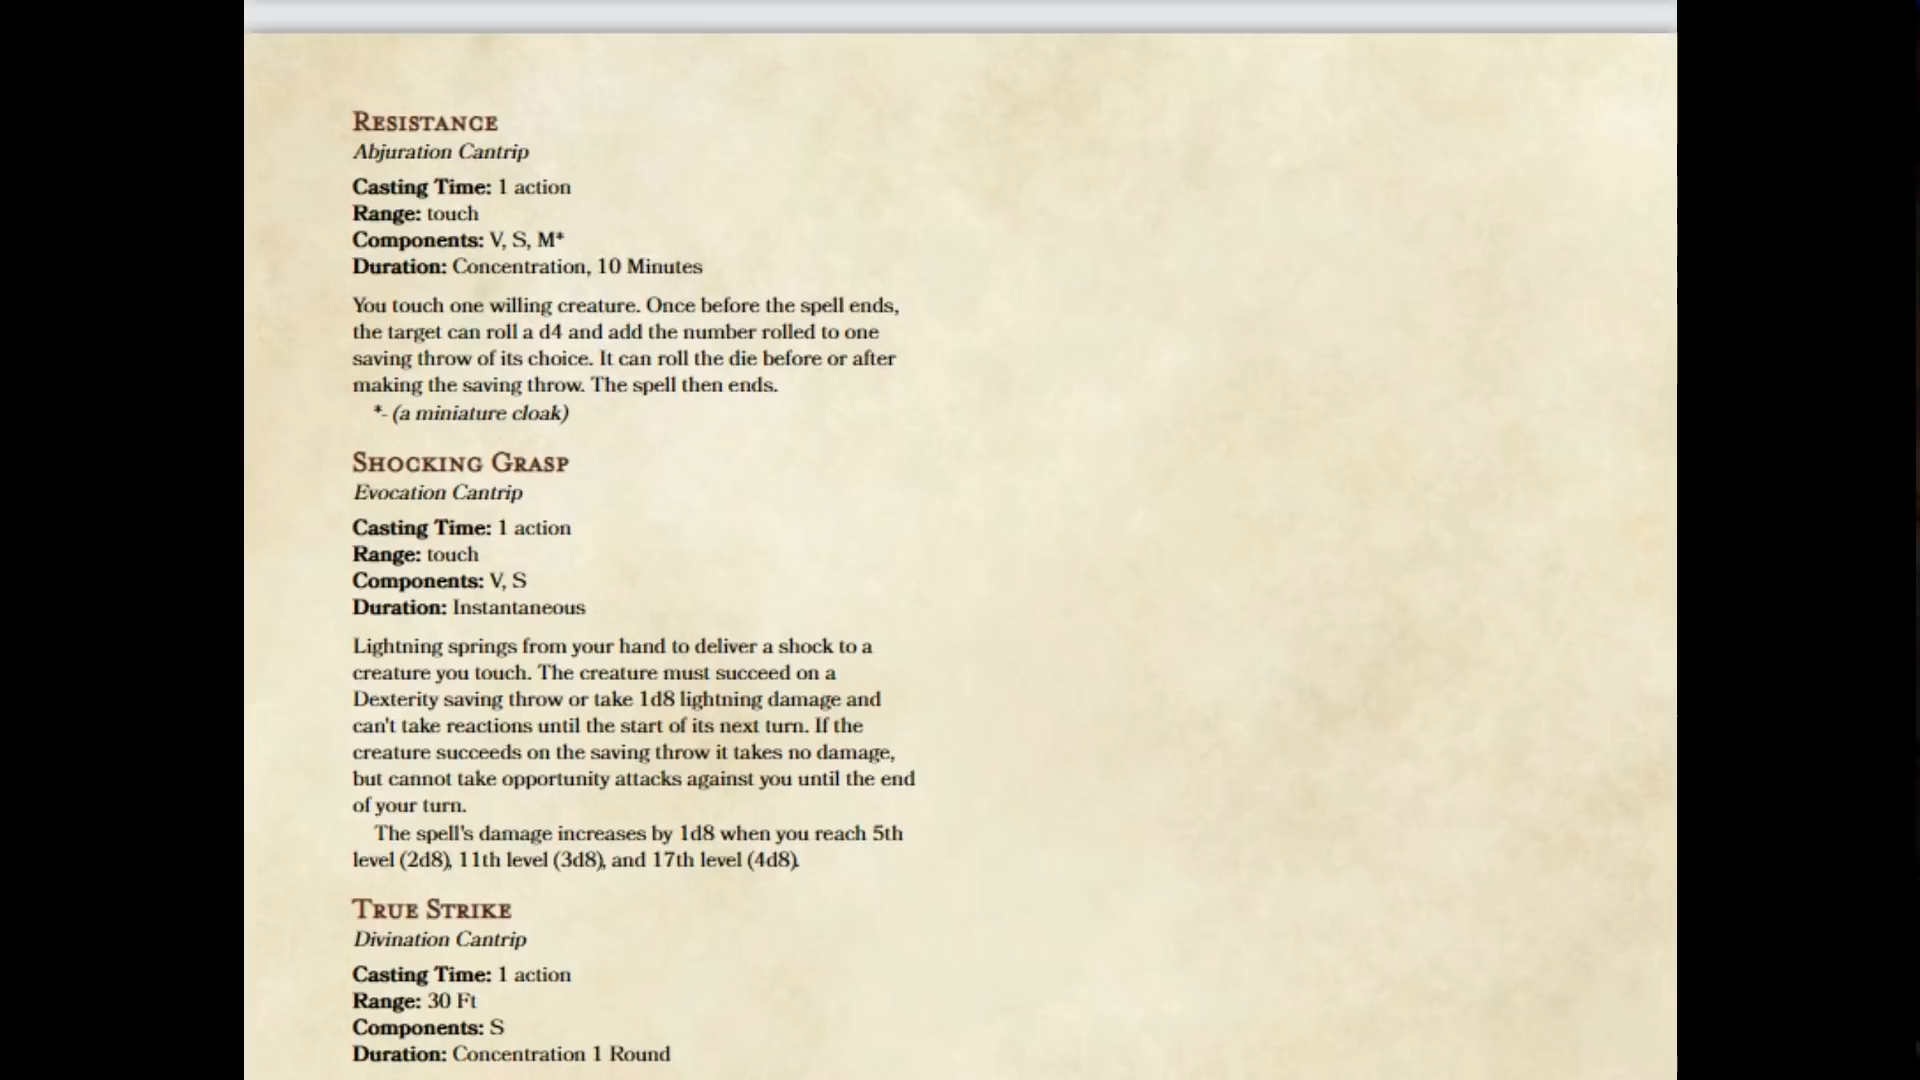 RESISTANCE
Abjuration Cantrip
Casting Time: 1 action
Range: touch
Components: V, S, M*
Duration: Concentration, 10 Minutes
You touch one willing creature. Once before the spell ends,
the target can roll a d4 and add the number rolled to one
saving throw of its choice. It can roll the die before or after
making the saving throw. The spell then ends.
*- (a miniature cloak)
SHOCKING GRASP
Evocation Cantrip
Casting Time: 1 action
Range: touch
Components: V, S
Duration: Instantaneous
Lightning springs from your hand to deliver a shock to a
creature you touch. The creature must succeed on a
Dexterity saving throw or take 1d8 lightning damage and
can't take reactions until the start of its next turn. If the
creature succeeds on the saving throw it takes no damage,
but cannot take opportunity attacks against you until the end
of your turn.
The spell's damage increases by 1d8 when you reach 5th
level (2d8), 11th level (3d8), and 17th level (4d8).
TRUE STRIKE
Divination Cantrip
Casting Time: 1 action
Range: 30 Ft
Components: S
Duration: Concentration 1 Round